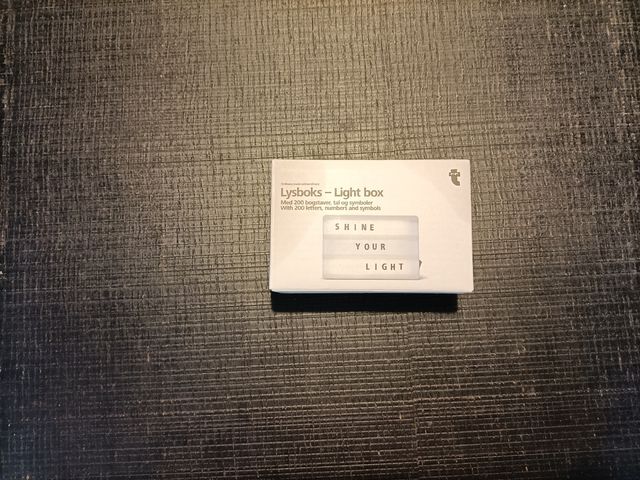 Lysboks – Light box
Med 200 bogstaver, tal og symboler
With 200 letters, numbers and symbols
SHINE
YOUR
LIGHT